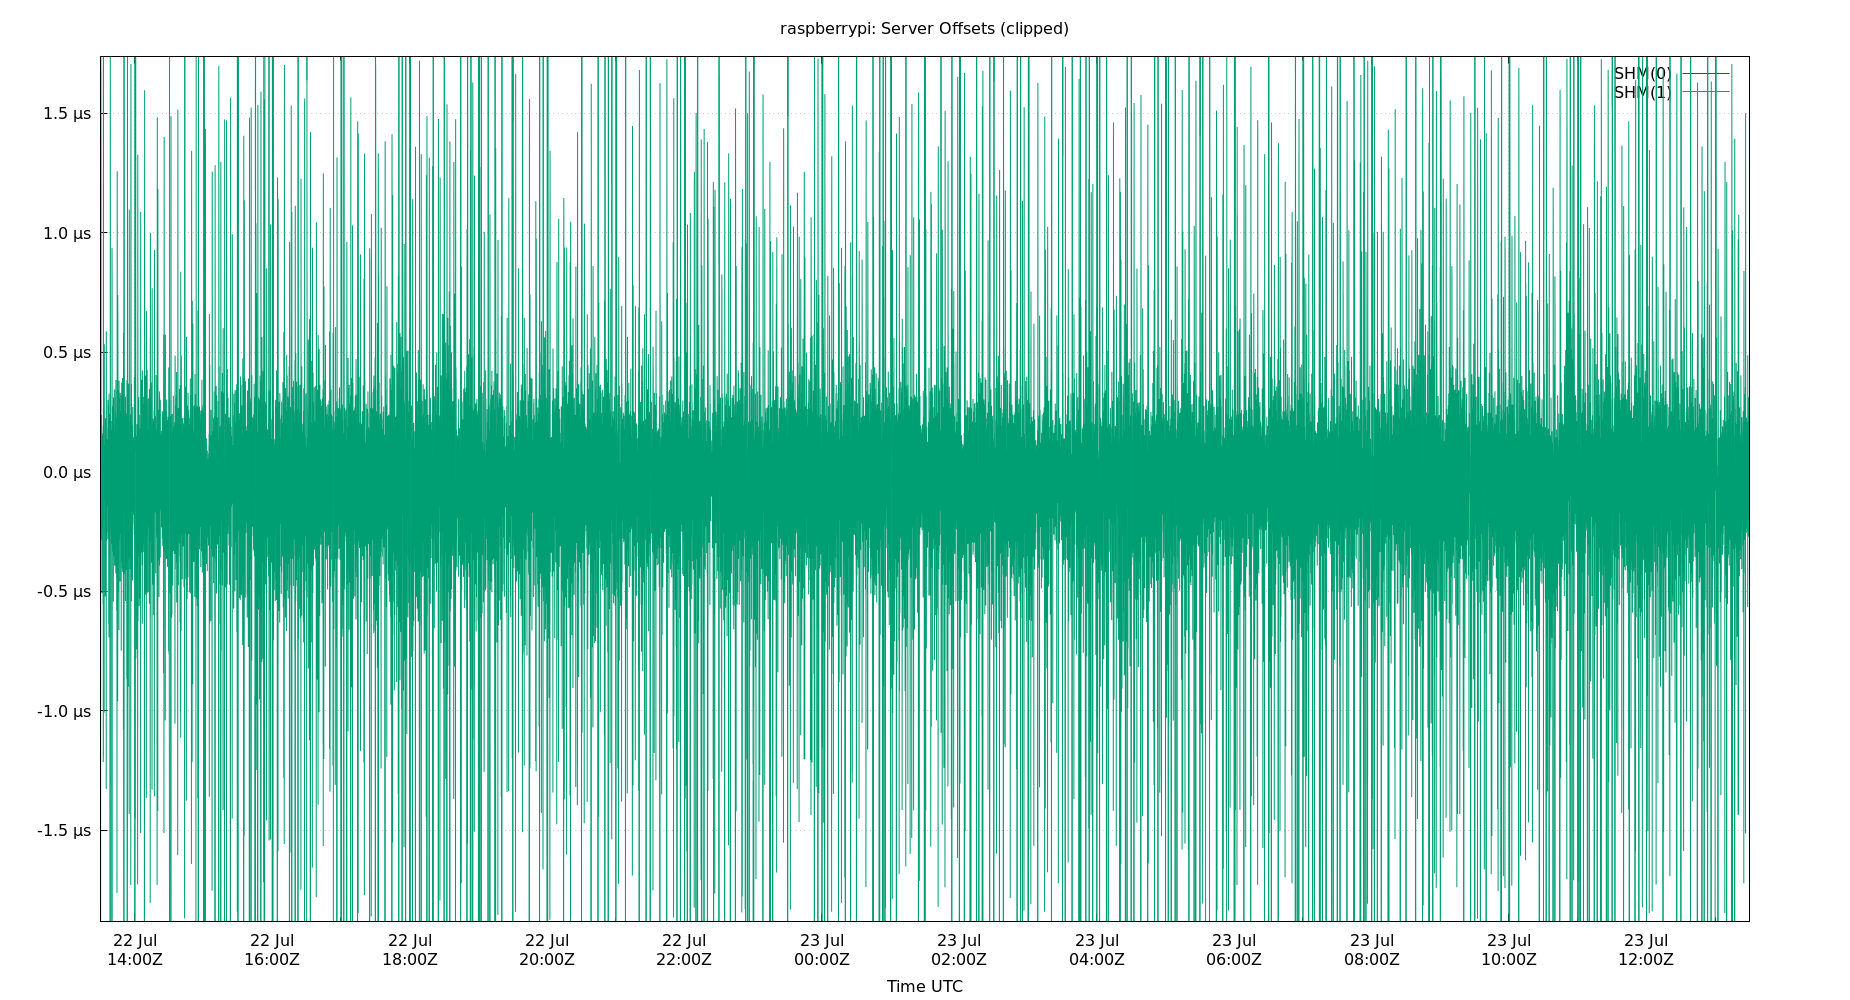 raspberrypi: Server Offsets (clipped)
SHM(0)
SHM(1)
1.5 µs
1.0 µs
0.5 µs
0.0 µs
-0.5 µs
-1.0 µs
-1.5 µs
22 Jul 22 Jul 22 Jul 22 Jul 22 Jul 23 Jul 23 Jul 23 Jul 23 Jul 23 Jul 23 Jul 23 Jul
14:00Z 16:00Z 18:00Z 20:00Z 22:00Z 00:00Z 02:00Z 04:00Z 06:00Z 08:00Z 10:00Z 12:00Z
Time UTC